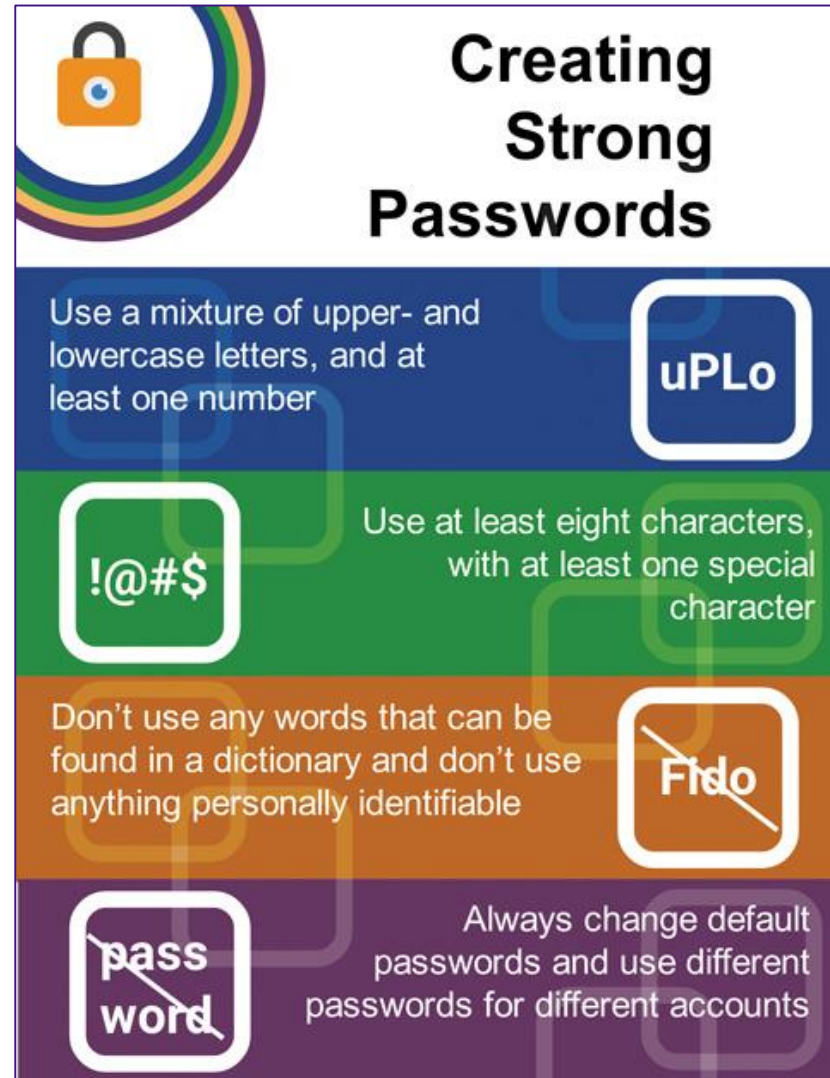 Creating
Strong
Passwords
Use a mixture of upper- and
lowercase letters, and at
least one number
uPLo
!@#$
Use at least eight characters,
with at least one special
character
Don’t use any words that can be
found in a dictionary and don’t use
anything personally identifiable
Fido
pass
word
Always change default
passwords and use different
passwords for different accounts